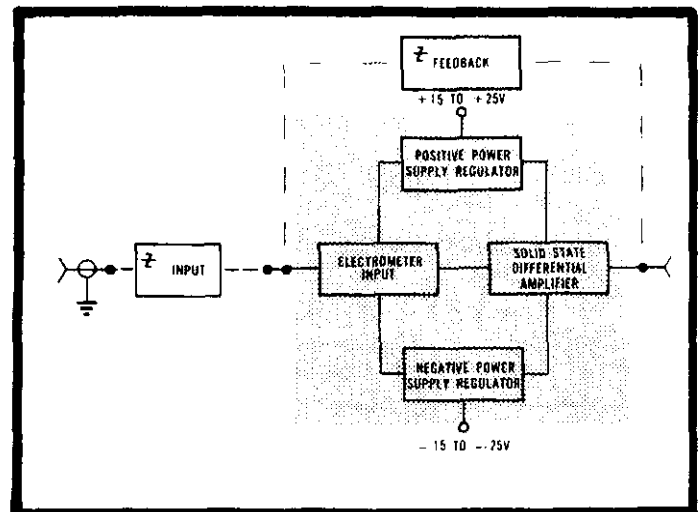 Z FEEDBACK
+ 15 TO + 25V
POSITIVE POWER
SUPPLY REGULATOR
Z INPUT
ELECTROMETER
INPUT
SOLID STATE
DIFFERENTIAL
AMPLIFIER
NEGATIVE POWER
SUPPLY REGULATOR
– 15 TO – 25V